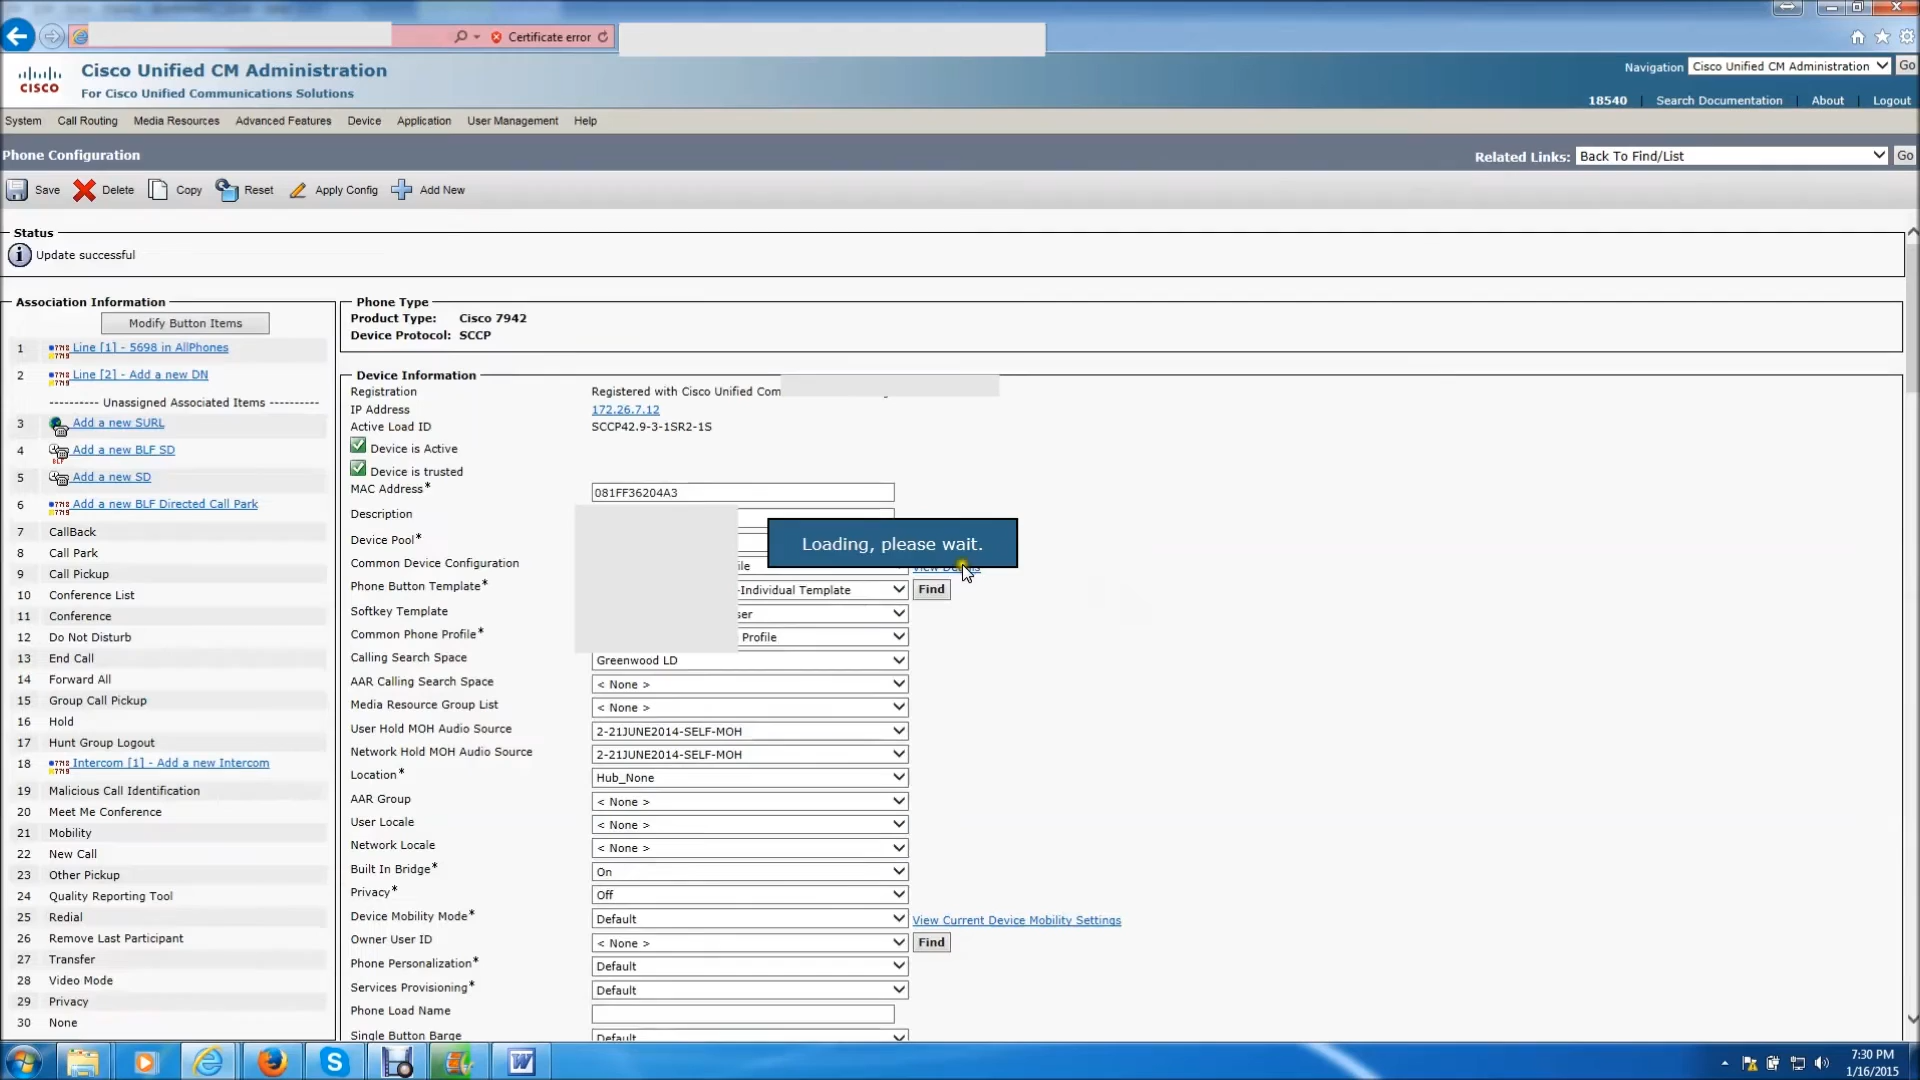 Certificate error
CISCO
Cisco Unified CM Administration
For Cisco Unified Communications Solutions
Navigation Cisco Unified CM Administration Go
18540 Search Documentation About Logout
System Call Routing Media Resources Advanced Features Device Application User Management Help
Phone Configuration
Related Links: Back To Find/List Go
Save Delete Copy Reset Apply Config Add New
Status
Update successful
Association Information
Modify Button Items
1 Line [1] - 5698 in AllPhones
2 Line [2] - Add a new DN
---------- Unassigned Associated Items ----------
3 Add a new SURL
4 Add a new BLF SD
5 Add a new SD
6 Add a new BLF Directed Call Park
7 CallBack
8 Call Park
9 Call Pickup
10 Conference List
11 Conference
12 Do Not Disturb
13 End Call
14 Forward All
15 Group Call Pickup
16 Hold
17 Hunt Group Logout
18 Intercom [1] - Add a new Intercom
19 Malicious Call Identification
20 Meet Me Conference
21 Mobility
22 New Call
23 Other Pickup
24 Quality Reporting Tool
25 Redial
26 Remove Last Participant
27 Transfer
28 Video Mode
29 Privacy
30 None
Phone Type
Product Type: Cisco 7942
Device Protocol: SCCP
Device Information
Registration Registered with Cisco Unified Com
IP Address 172.26.7.12
Active Load ID SCCP42.9-3-1SR2-1S
Device is Active
Device is trusted
MAC Address* 081FF36204A3
Description
Device Pool*
Loading, please wait.
Common Device Configuration ile View Details
Phone Button Template* -Individual Template Find
Softkey Template ser
Common Phone Profile* Profile
Calling Search Space Greenwood LD
AAR Calling Search Space < None >
Media Resource Group List < None >
User Hold MOH Audio Source 2-21JUNE2014-SELF-MOH
Network Hold MOH Audio Source 2-21JUNE2014-SELF-MOH
Location* Hub_None
AAR Group < None >
User Locale < None >
Network Locale < None >
Built In Bridge* On
Privacy* Off
Device Mobility Mode* Default View Current Device Mobility Settings
Owner User ID < None > Find
Phone Personalization* Default
Services Provisioning* Default
Phone Load Name
Single Button Barge Default
7:30 PM
1/16/2015